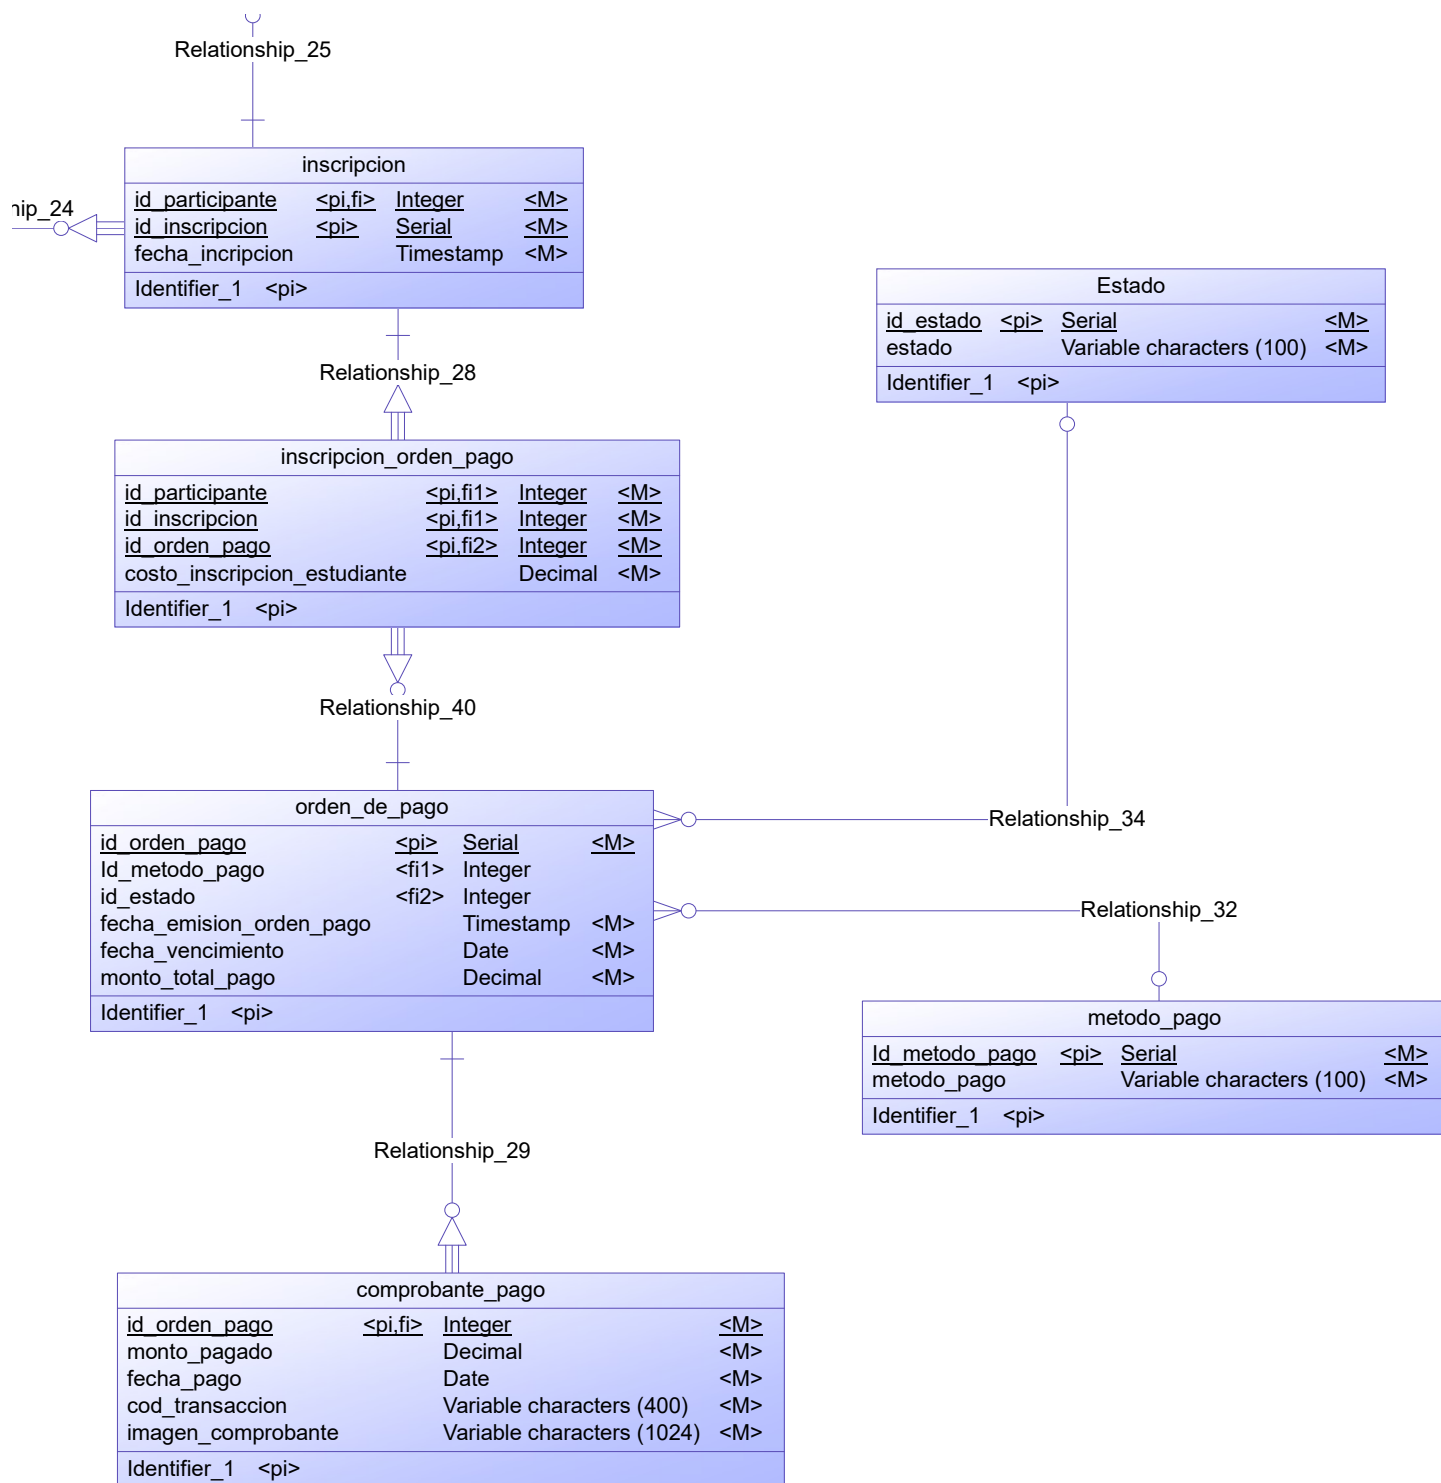 Relationship_25
inscripcion
id_participante <pi,fi> Integer <M>
id_inscripcion <pi> Serial <M>
fecha_incripcion Timestamp <M>
Identifier_1 <pi>
hip_24
Relationship_28
Estado
id_estado <pi> Serial <M>
estado Variable characters (100) <M>
Identifier_1 <pi>
inscripcion_orden_pago
id_participante <pi,fi1> Integer <M>
id_inscripcion <pi,fi1> Integer <M>
id_orden_pago <pi,fi2> Integer <M>
costo_inscripcion_estudiante Decimal <M>
Identifier_1 <pi>
Relationship_40
orden_de_pago
id_orden_pago <pi> Serial <M>
Id_metodo_pago <fi1> Integer
id_estado <fi2> Integer
fecha_emision_orden_pago Timestamp <M>
fecha_vencimiento Date <M>
monto_total_pago Decimal <M>
Identifier_1 <pi>
Relationship_34
Relationship_32
metodo_pago
Id_metodo_pago <pi> Serial <M>
metodo_pago Variable characters (100) <M>
Identifier_1 <pi>
Relationship_29
comprobante_pago
id_orden_pago <pi,fi> Integer <M>
monto_pagado Decimal <M>
fecha_pago Date <M>
cod_transaccion Variable characters (400) <M>
imagen_comprobante Variable characters (1024) <M>
Identifier_1 <pi>